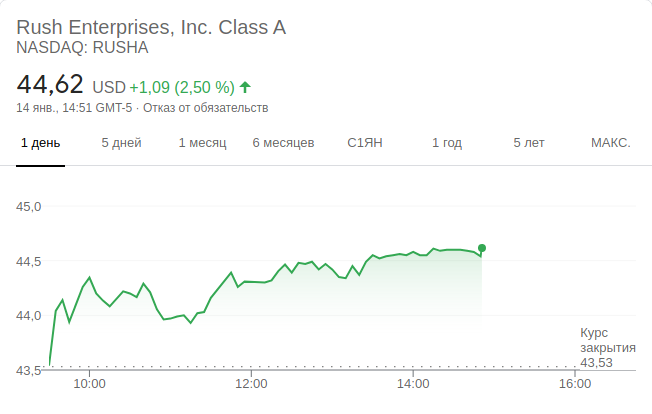 Rush Enterprises, Inc. Class A
NASDAQ: RUSHA
44,62 USD +1,09 (2,50 %)
14 янв., 14:51 GMT-5 · Отказ от обязательств
1 день 5 дней 1 месяц 6 месяцев С1ЯН 1 год 5 лет МАКС.
45,0
44,5
44,0
Курс
закрытия
43,53
43,5
10:00 12:00 14:00 16:00